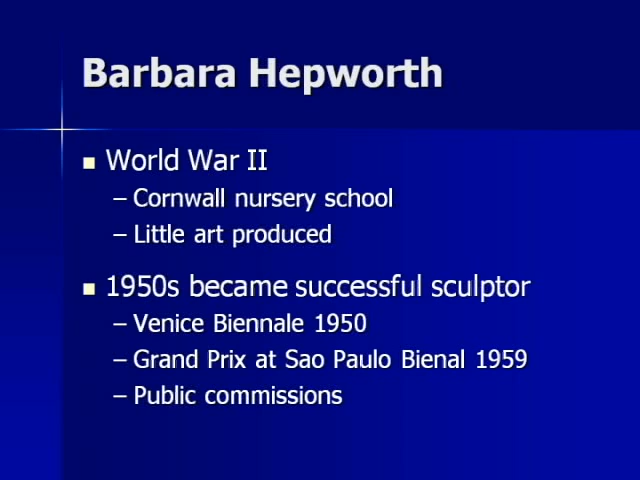 Barbara Hepworth
World War II
– Cornwall nursery school
– Little art produced
1950s became successful sculptor
– Venice Biennale 1950
– Grand Prix at Sao Paulo Bienal 1959
– Public commissions